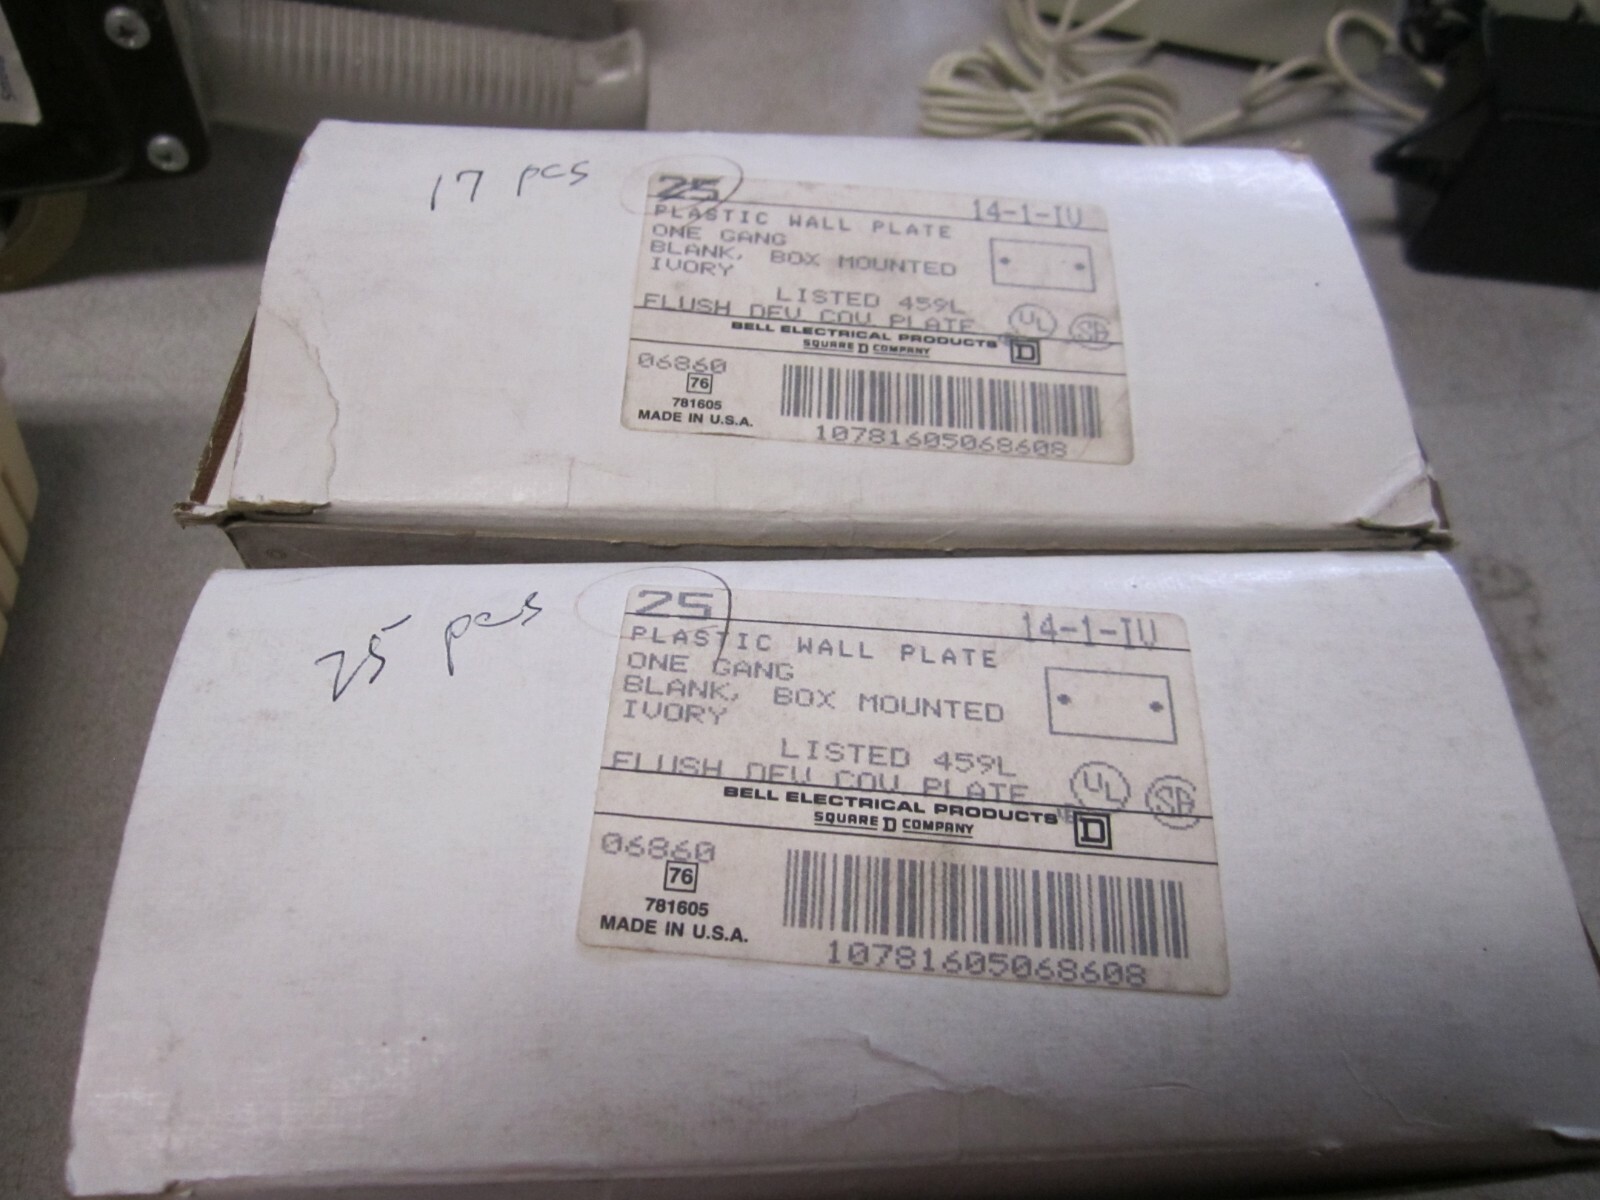 17 pcs
25
14-1-IV
PLASTIC WALL PLATE
ONE GANG
BLANK, BOX MOUNTED
IVORY
LISTED 459L
FLUSH DEV COV PLATE
UL
BELL ELECTRICAL PRODUCTS
SQUARE D COMPANY
D
06860
76
781605
MADE IN U.S.A.
10781605068608
25 pcs
25
14-1-IV
PLASTIC WALL PLATE
ONE GANG
BLANK, BOX MOUNTED
IVORY
LISTED 459L
FLUSH DEV COV PLATE
UL
BELL ELECTRICAL PRODUCTS
SQUARE D COMPANY
D
06860
76
781605
MADE IN U.S.A.
10781605068608